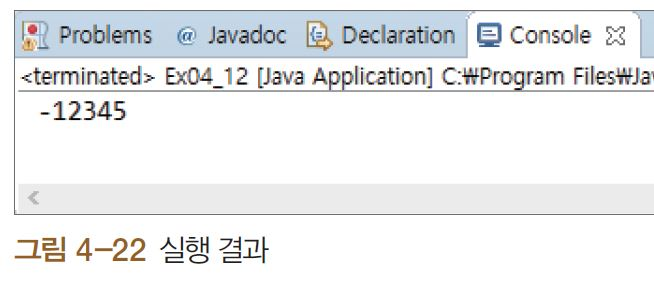 Problems @ Javadoc Declaration Console
<terminated> Ex04_12 [Java Application] C:₩Program Files₩Jav
-12345
그림 4-22 실행 결과